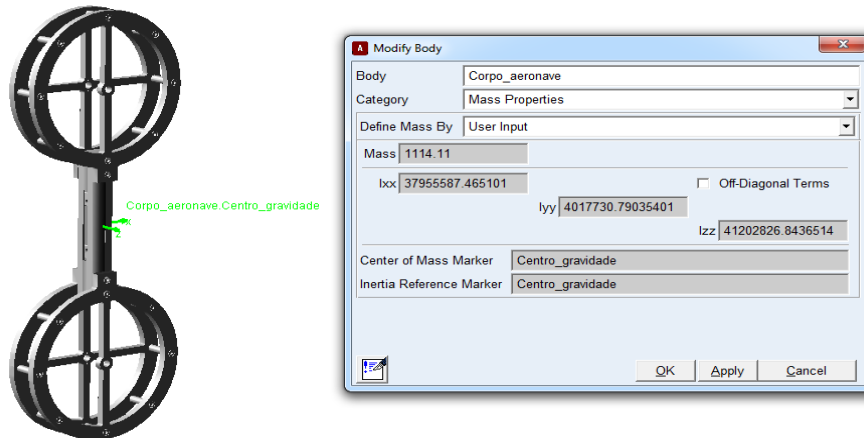 Corpo_aeronave.Centro_gravidade
x
z
A Modify Body
Body Corpo_aeronave
Category Mass Properties
Define Mass By User Input
Mass 1114.11
Ixx 37955587.465101 Off-Diagonal Terms
Iyy 4017730.79035401
Izz 41202826.8436514
Center of Mass Marker Centro_gravidade
Inertia Reference Marker Centro_gravidade
OK Apply Cancel